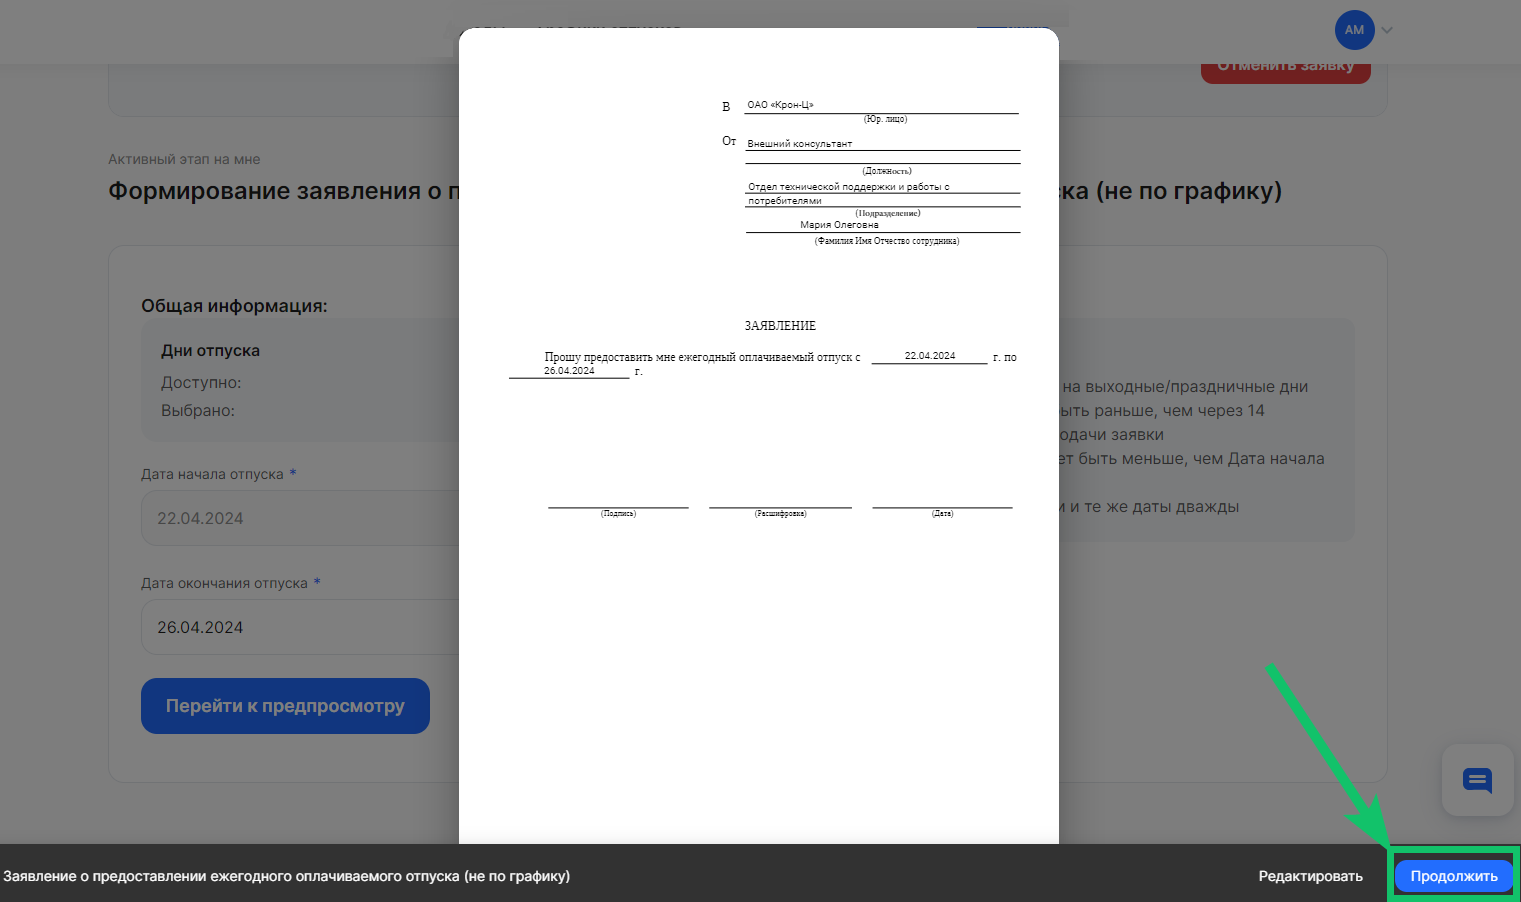 АМ
Отменить заявку
Активный этап на мне
Формирование заявления о п
ска (не по графику)
Общая информация:
Дни отпуска
Доступно:
Выбрано:
Дата начала отпуска *
22.04.2024
Дата окончания отпуска *
26.04.2024
Перейти к предпросмотру
на выходные/праздничные дни
ыть раньше, чем через 14
одачи заявки
ет быть меньше, чем Дата начала
и и те же даты дважды
В ОАО «Крон-Ц»
(Юр. лицо)
От Внешний консультант
(Должность)
Отдел технической поддержки и работы с
потребителями
(Подразделение)
Мария Олеговна
(Фамилия Имя Отчество сотрудника)
ЗАЯВЛЕНИЕ
Прошу предоставить мне ежегодный оплачиваемый отпуск с 22.04.2024 г. по
26.04.2024 г.
(Подпись) (Расшифровка) (Дата)
Заявление о предоставлении ежегодного оплачиваемого отпуска (не по графику)
Редактировать
Продолжить